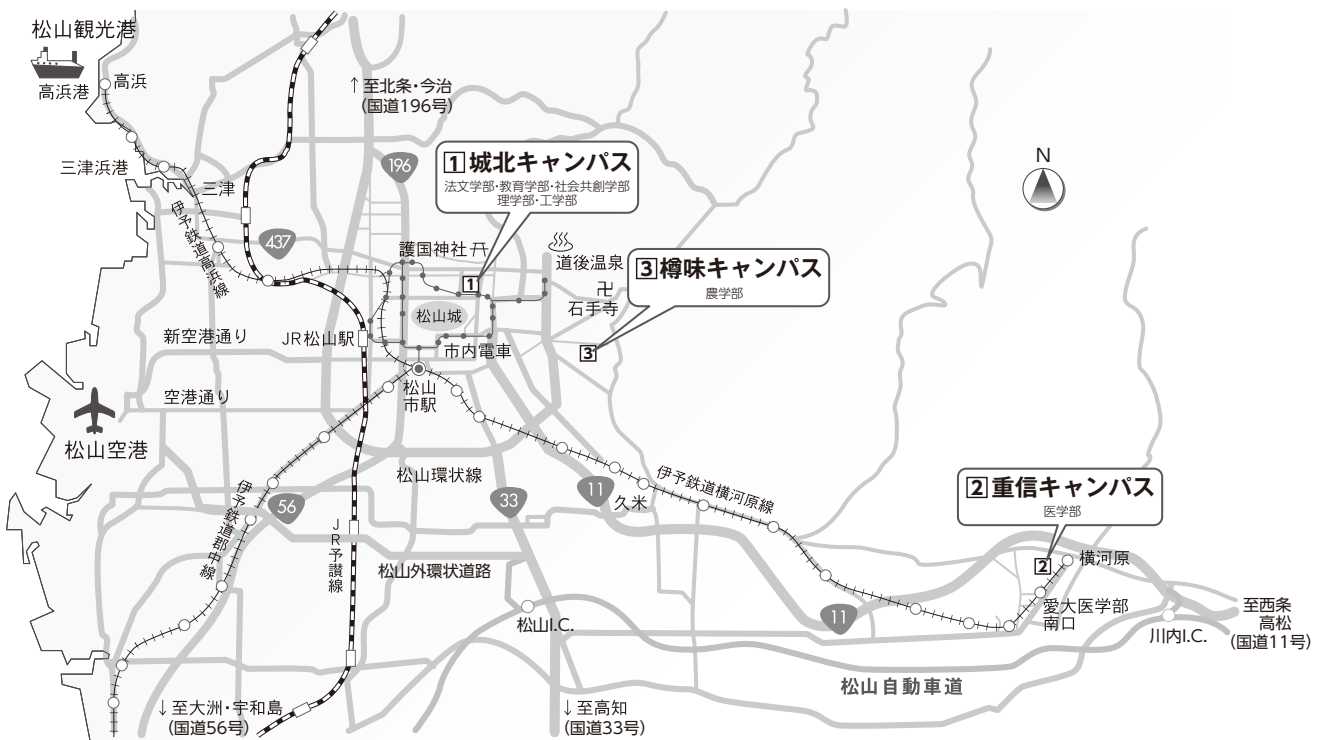 松山観光港
高浜港
高浜
↑至北条・今治
(国道196号)
三津浜港
三津
伊予鉄道高浜線
196
437
1 城北キャンパス
法文学部・教育学部・社会共創学部
理学部・工学部
N
護国神社
道後温泉
石手寺
3 樽味キャンパス
農学部
1
松山城
3
新空港通り
JR松山駅
市内電車
空港通り
松山
市駅
松山空港
松山環状線
伊予鉄道横河原線
伊予鉄道郡中線
56
33
11
久米
JR予讃線
2 重信キャンパス
医学部
松山外環状道路
2
横河原
愛大医学部
南口
11
松山I.C.
川内I.C.
至西条
高松
(国道11号)
松山自動車道
↓至大洲・宇和島
(国道56号)
↓至高知
(国道33号)